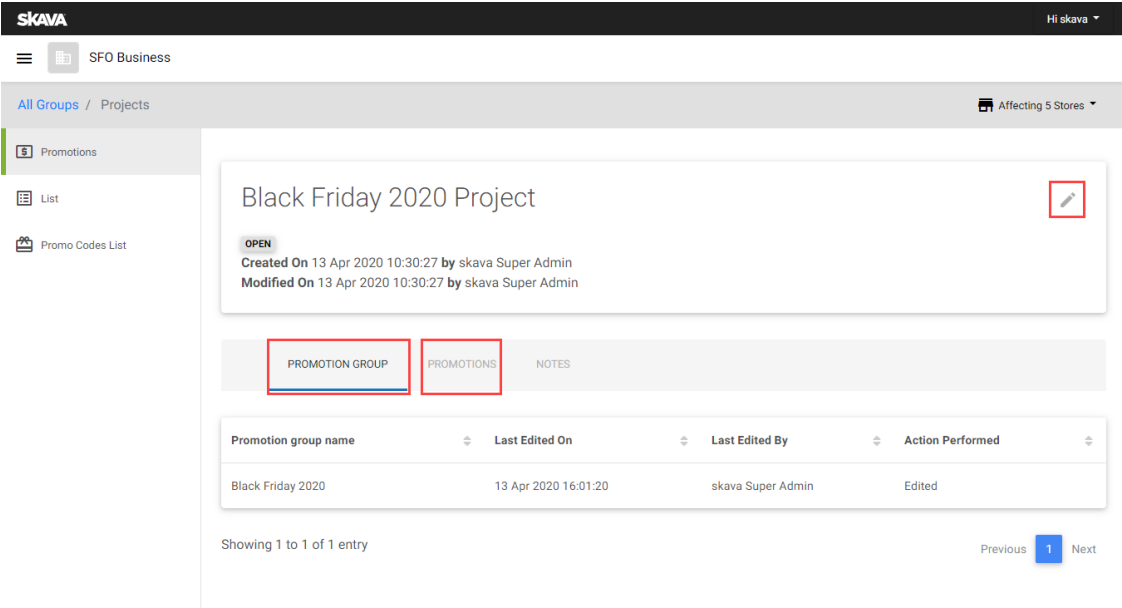 SKAVA
Hi skava
SFO Business
All Groups / Projects
Affecting 5 Stores
Promotions
List
Promo Codes List
Black Friday 2020 Project
OPEN
Created On 13 Apr 2020 10:30:27 by skava Super Admin
Modified On 13 Apr 2020 10:30:27 by skava Super Admin
PROMOTION GROUP PROMOTIONS NOTES
Promotion group name Last Edited On Last Edited By Action Performed
Black Friday 2020 13 Apr 2020 16:01:20 skava Super Admin Edited
Showing 1 to 1 of 1 entry
Previous 1 Next